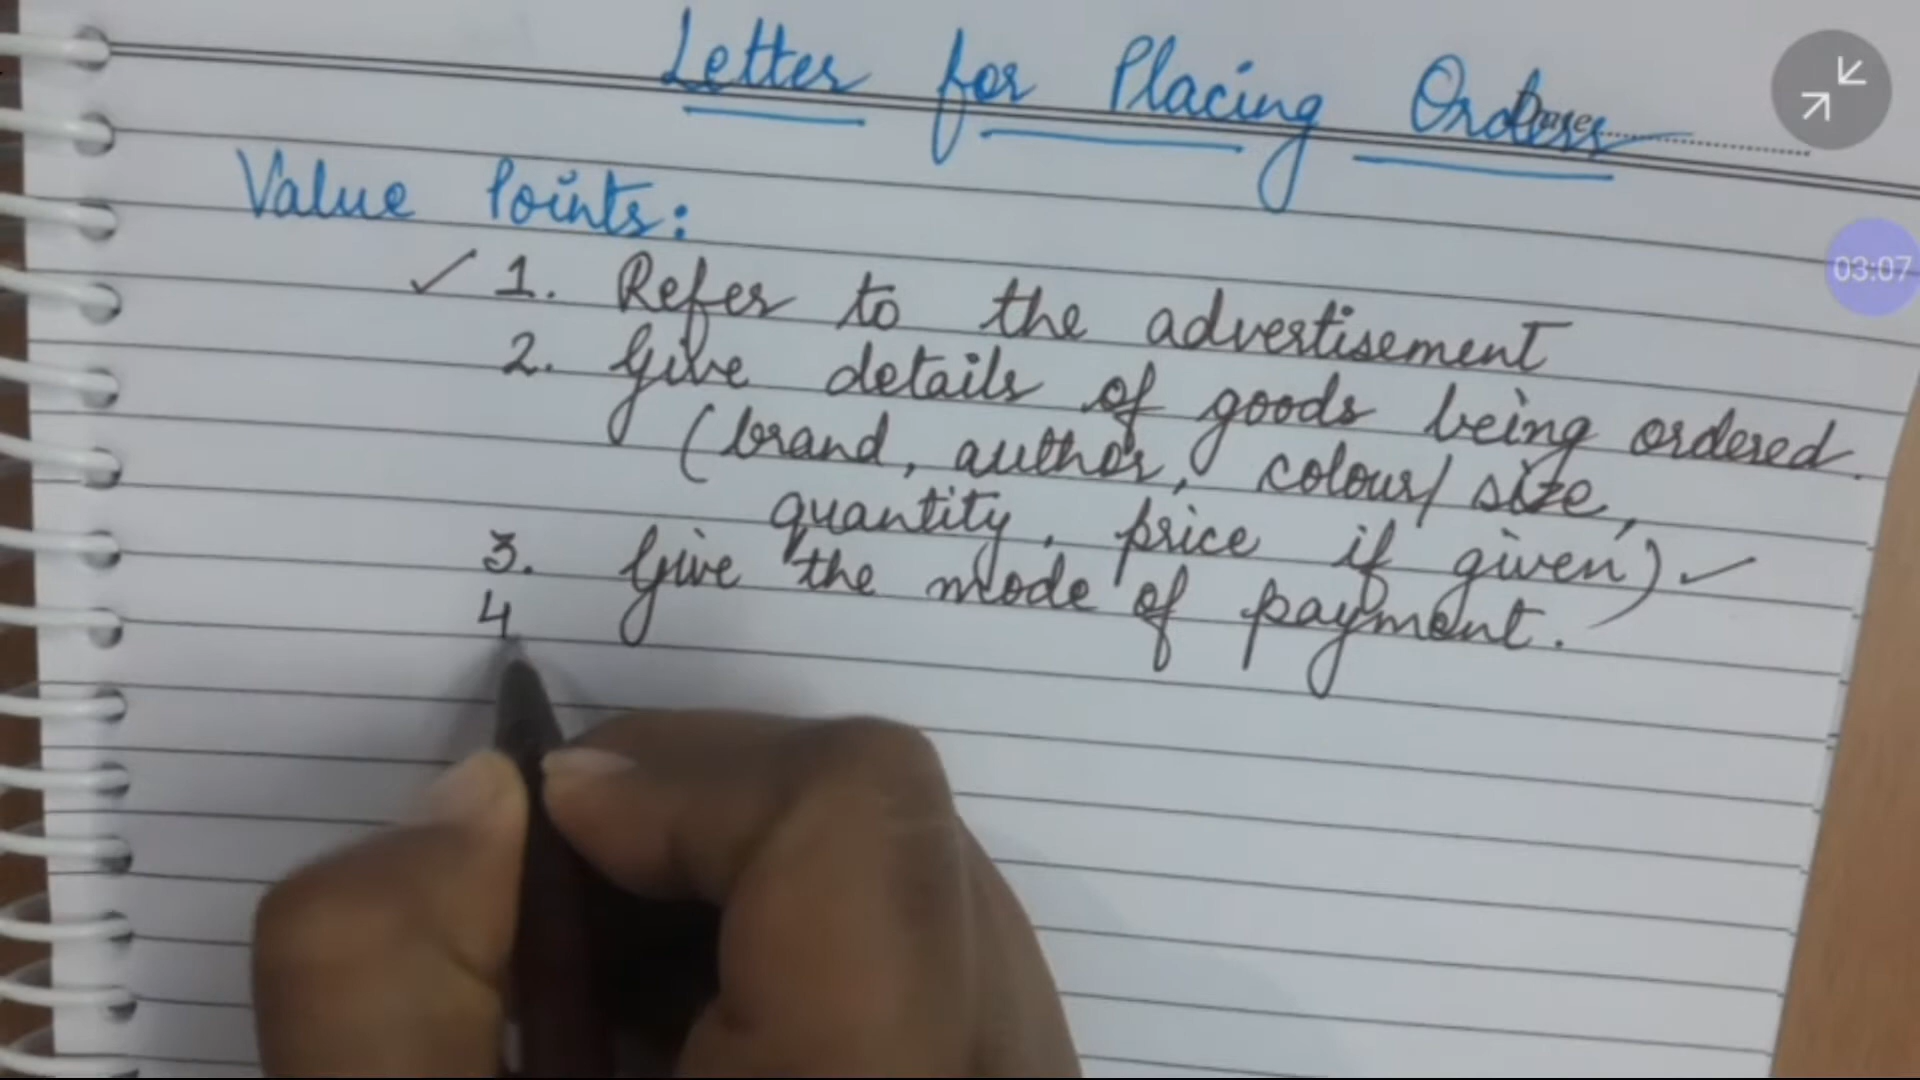 Letter for Placing Orders
Value Points:
✓ 1. Refer to the advertisement
2. Give details of goods being ordered.
(brand, author, colour/ size,
quantity, price if given) ✓
3. Give the mode of payment.
4
03:07